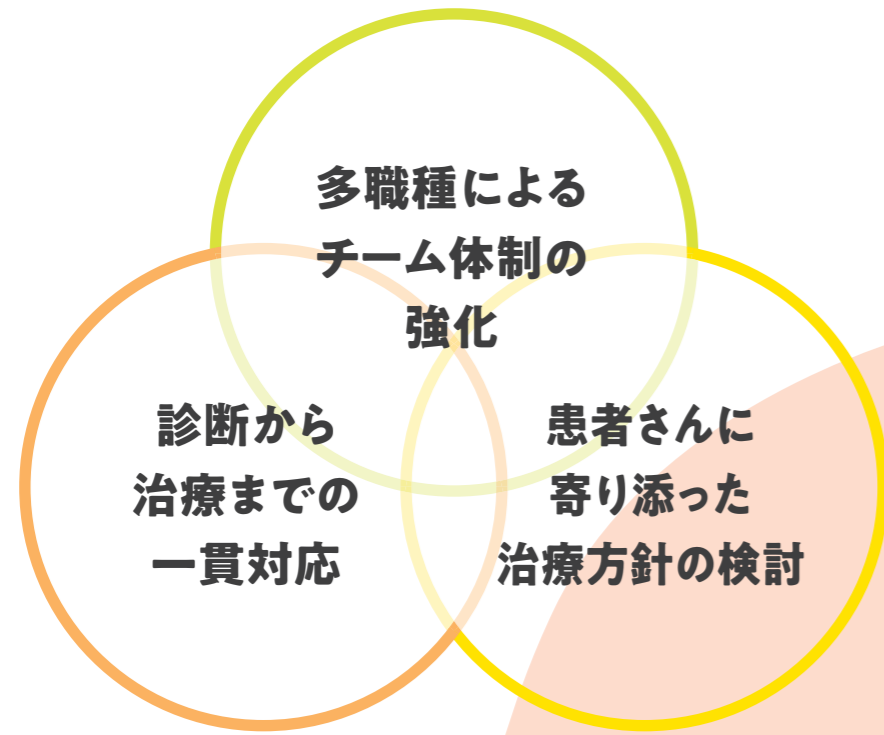 多職種による
チーム体制の
強化
診断から
治療までの
一貫対応
患者さんに
寄り添った
治療方針の検討